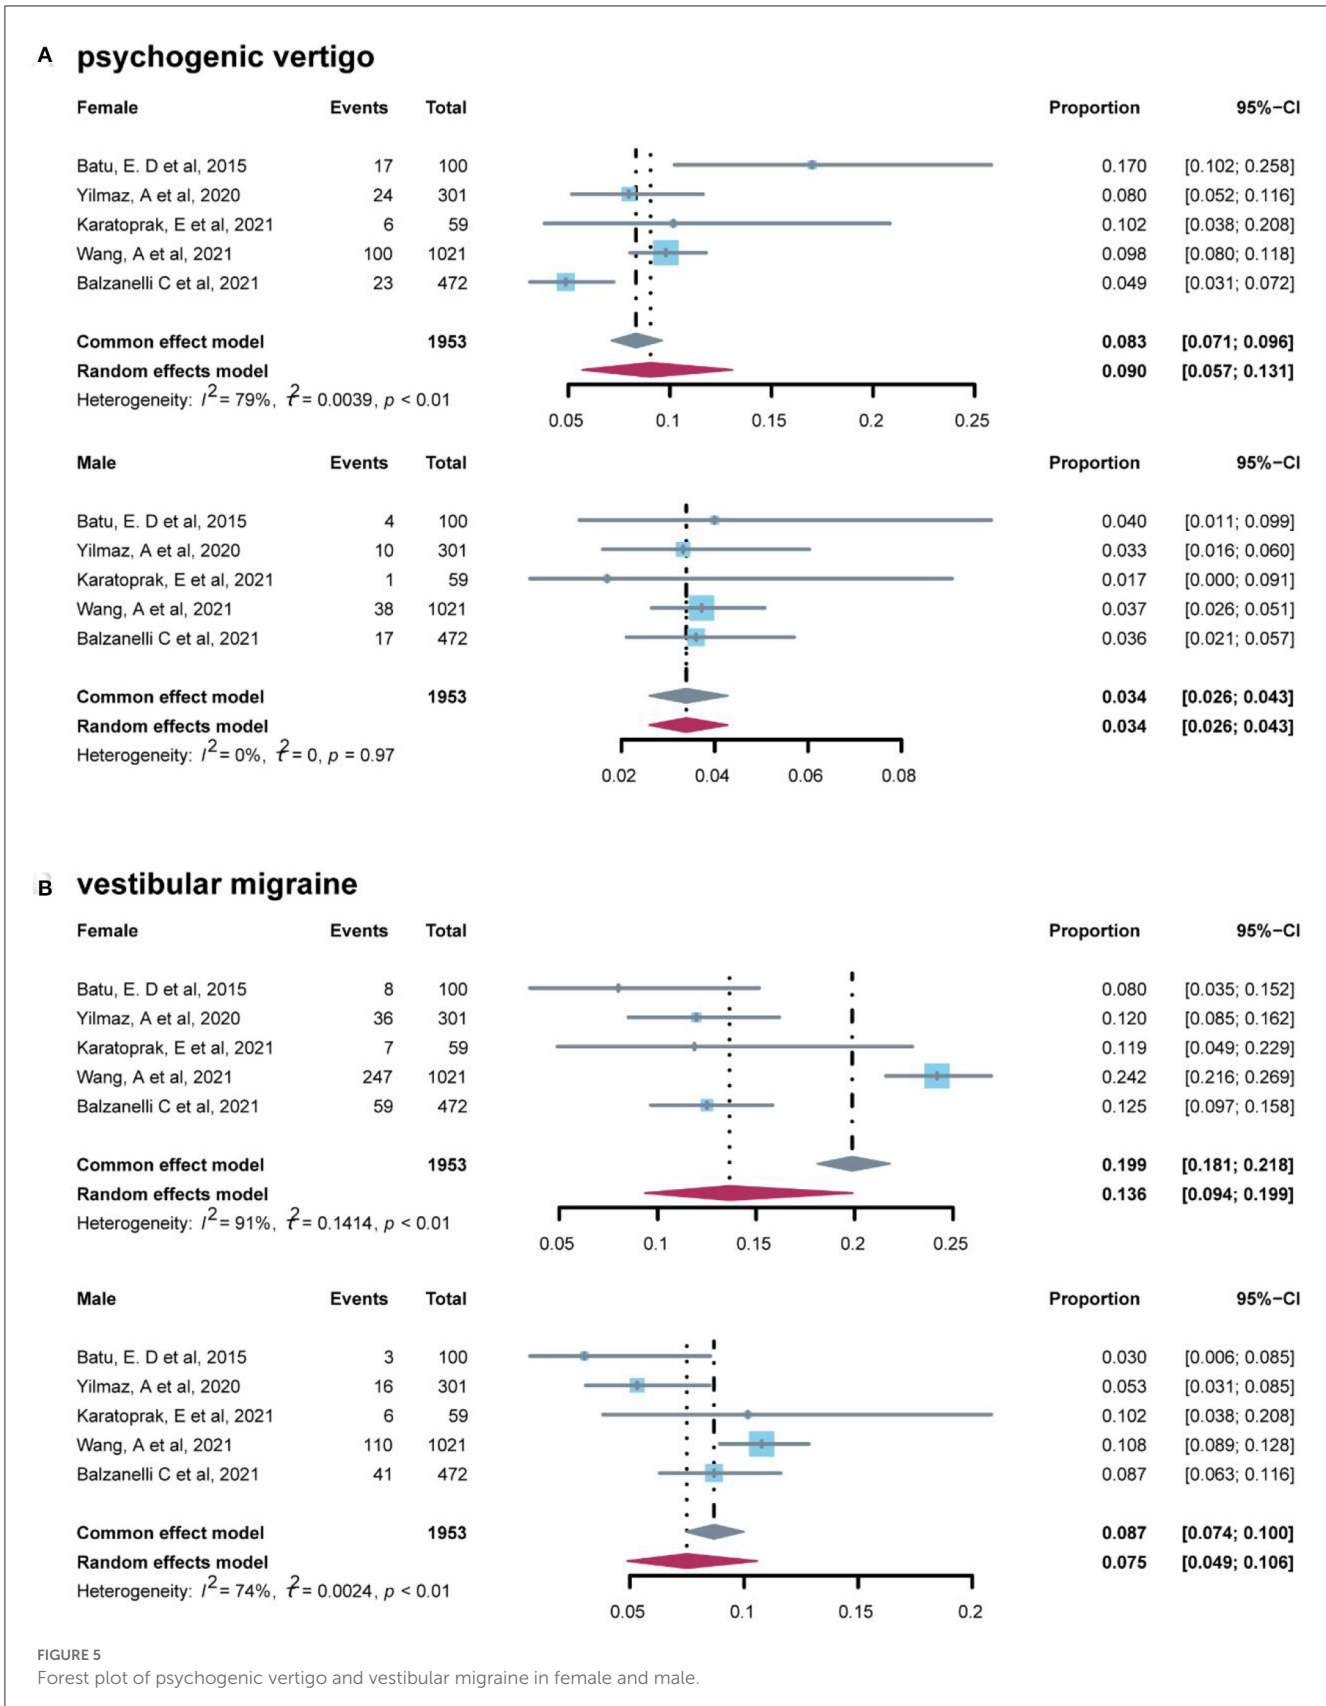 A psychogenic vertigo
Female Events Total Proportion 95%−CI
Batu, E. D et al, 2015 17 100 0.170 [0.102; 0.258]
Yilmaz, A et al, 2020 24 301 0.080 [0.052; 0.116]
Karatoprak, E et al, 2021 6 59 0.102 [0.038; 0.208]
Wang, A et al, 2021 100 1021 0.098 [0.080; 0.118]
Balzanelli C et al, 2021 23 472 0.049 [0.031; 0.072]
Common effect model 1953 0.083 [0.071; 0.096]
Random effects model 0.090 [0.057; 0.131]
Heterogeneity: I² = 79%, τ² = 0.0039, p < 0.01
0.05 0.1 0.15 0.2 0.25
Male Events Total Proportion 95%−CI
Batu, E. D et al, 2015 4 100 0.040 [0.011; 0.099]
Yilmaz, A et al, 2020 10 301 0.033 [0.016; 0.060]
Karatoprak, E et al, 2021 1 59 0.017 [0.000; 0.091]
Wang, A et al, 2021 38 1021 0.037 [0.026; 0.051]
Balzanelli C et al, 2021 17 472 0.036 [0.021; 0.057]
Common effect model 1953 0.034 [0.026; 0.043]
Random effects model 0.034 [0.026; 0.043]
Heterogeneity: I² = 0%, τ² = 0, p = 0.97
0.02 0.04 0.06 0.08
B vestibular migraine
Female Events Total Proportion 95%−CI
Batu, E. D et al, 2015 8 100 0.080 [0.035; 0.152]
Yilmaz, A et al, 2020 36 301 0.120 [0.085; 0.162]
Karatoprak, E et al, 2021 7 59 0.119 [0.049; 0.229]
Wang, A et al, 2021 247 1021 0.242 [0.216; 0.269]
Balzanelli C et al, 2021 59 472 0.125 [0.097; 0.158]
Common effect model 1953 0.199 [0.181; 0.218]
Random effects model 0.136 [0.094; 0.199]
Heterogeneity: I² = 91%, τ² = 0.1414, p < 0.01
0.05 0.1 0.15 0.2 0.25
Male Events Total Proportion 95%−CI
Batu, E. D et al, 2015 3 100 0.030 [0.006; 0.085]
Yilmaz, A et al, 2020 16 301 0.053 [0.031; 0.085]
Karatoprak, E et al, 2021 6 59 0.102 [0.038; 0.208]
Wang, A et al, 2021 110 1021 0.108 [0.089; 0.128]
Balzanelli C et al, 2021 41 472 0.087 [0.063; 0.116]
Common effect model 1953 0.087 [0.074; 0.100]
Random effects model 0.075 [0.049; 0.106]
Heterogeneity: I² = 74%, τ² = 0.0024, p < 0.01
0.05 0.1 0.15 0.2
FIGURE 5
Forest plot of psychogenic vertigo and vestibular migraine in female and male.